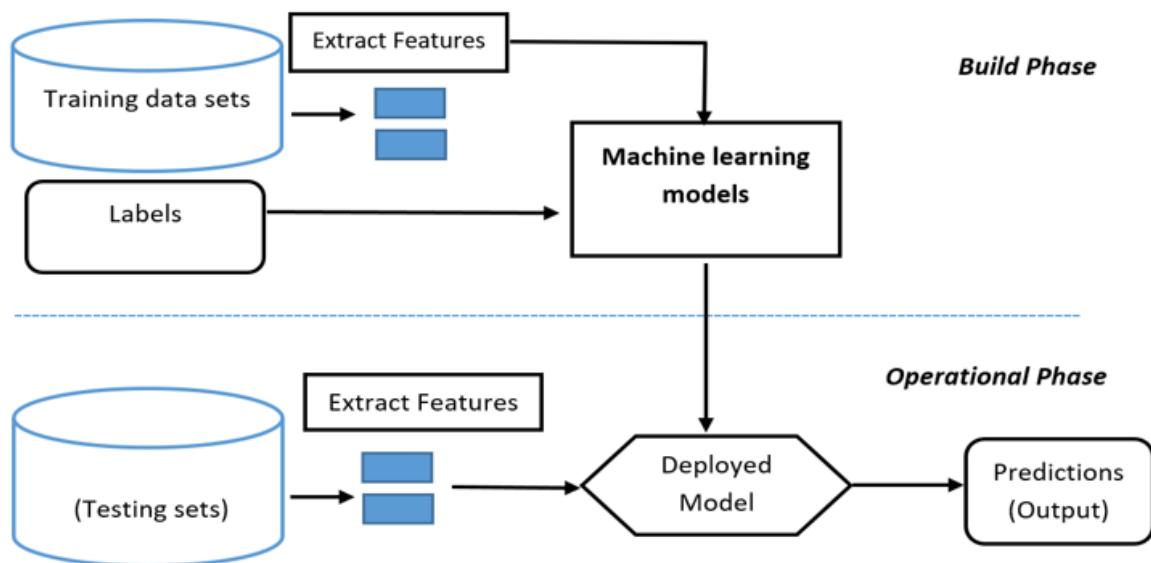 Extract Features
Build Phase
Training data sets
Machine learning
models
Labels
Operational Phase
Extract Features
(Testing sets)
Deployed
Model
Predictions
(Output)